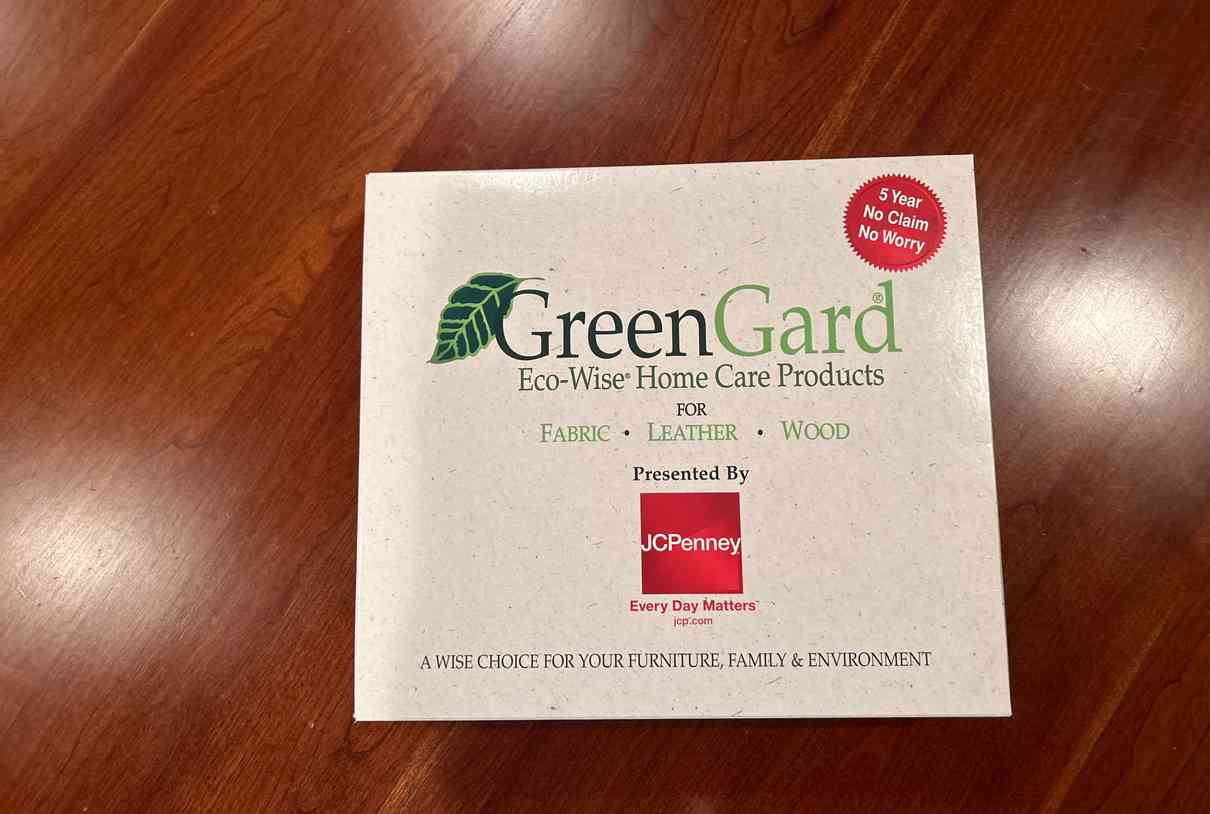 5 Year
No Claim
No Worry
GreenGard®
Eco-Wise® Home Care Products
FOR
FABRIC • LEATHER • WOOD
Presented By
JCPenney
Every Day Matters™
jcp.com
A WISE CHOICE FOR YOUR FURNITURE, FAMILY & ENVIRONMENT